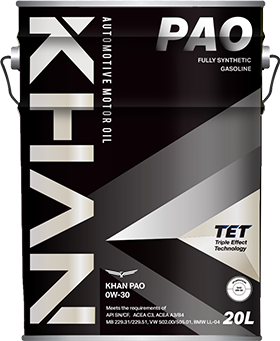 KHAN
AUTOMOTIVE MOTOR OIL
PAO
FULLY SYNTHETIC
GASOLINE
TET
Triple Effect
Technology
KHAN PAO
0W-30
Meets the requirements of
API SN/CF, ACEA C3, ACEA A3/B4
MB 229.31/229.51, VW 502.00/505.01, BMW LL-04
20L